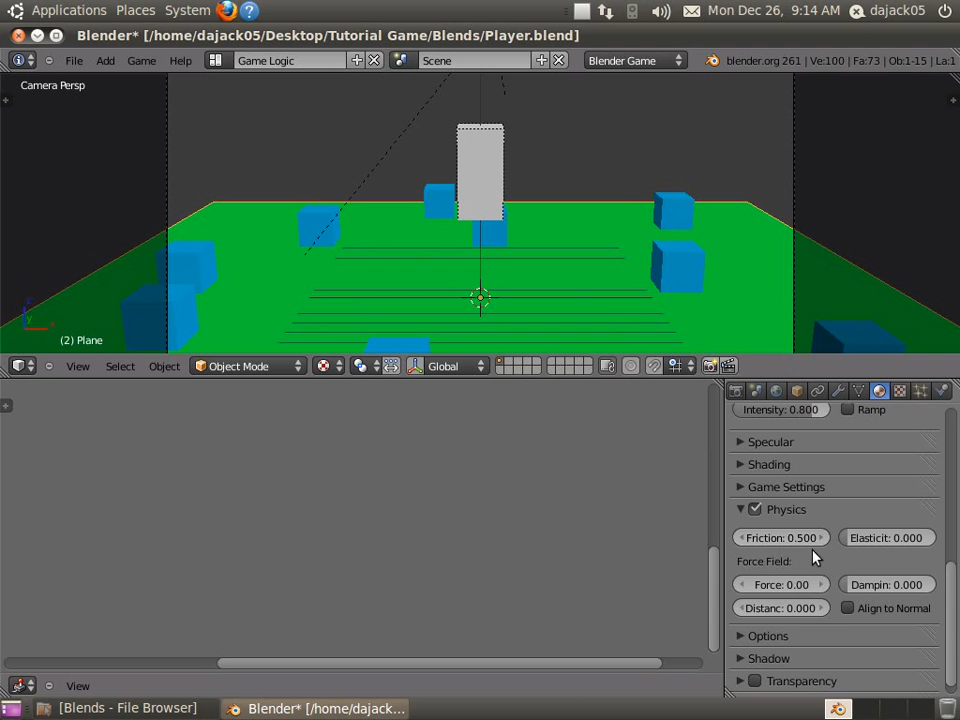 Applications Places System Mon Dec 26, 9:14 AM dajack05
Blender* [/home/dajack05/Desktop/Tutorial Game/Blends/Player.blend]
File Add Game Help Game Logic Scene Blender Game blender.org 261 | Ve:100 | Fa:73 | Ob:1-15 | La:1
Camera Persp
z
y
x
(2) Plane
View Select Object Object Mode Global
Intensity: 0.800 Ramp
Specular
Shading
Game Settings
Physics
Friction: 0.500 Elasticit: 0.000
Force Field:
Force: 0.00 Dampin: 0.000
Distanc: 0.000 Align to Normal
Options
Shadow
Transparency
View
[Blends - File Browser] Blender* [/home/dajack...